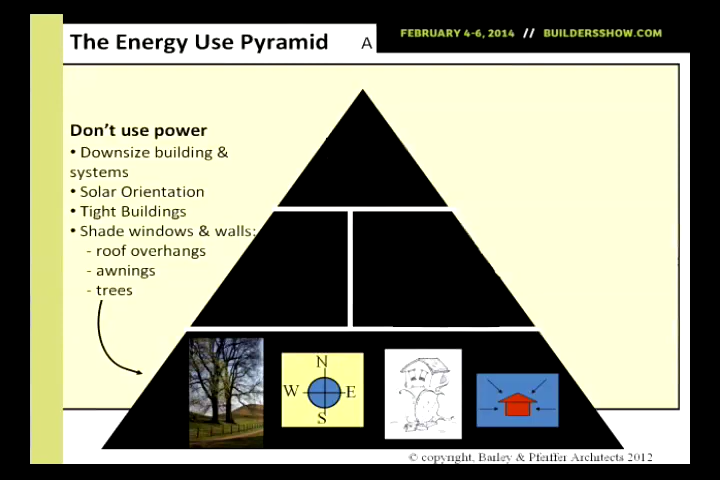 The Energy Use Pyramid A
FEBRUARY 4-6, 2014 // BUILDERSSHOW.COM
Don't use power
• Downsize building &
systems
• Solar Orientation
• Tight Buildings
• Shade windows & walls:
- roof overhangs
- awnings
- trees
N
W E
S
© copyright, Barley & Pfeiffer Architects 2012